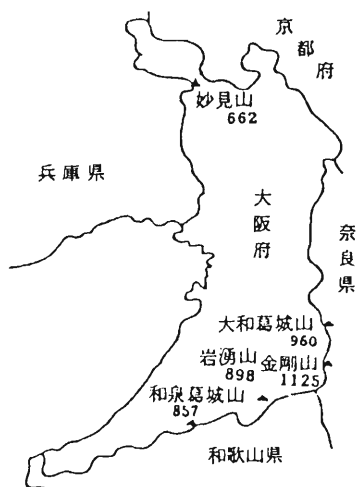 京都府
妙見山
662
兵庫県
大阪府
奈良県
大和葛城山
960
岩湧山
898
金剛山
1125
和泉葛城山
857
和歌山県